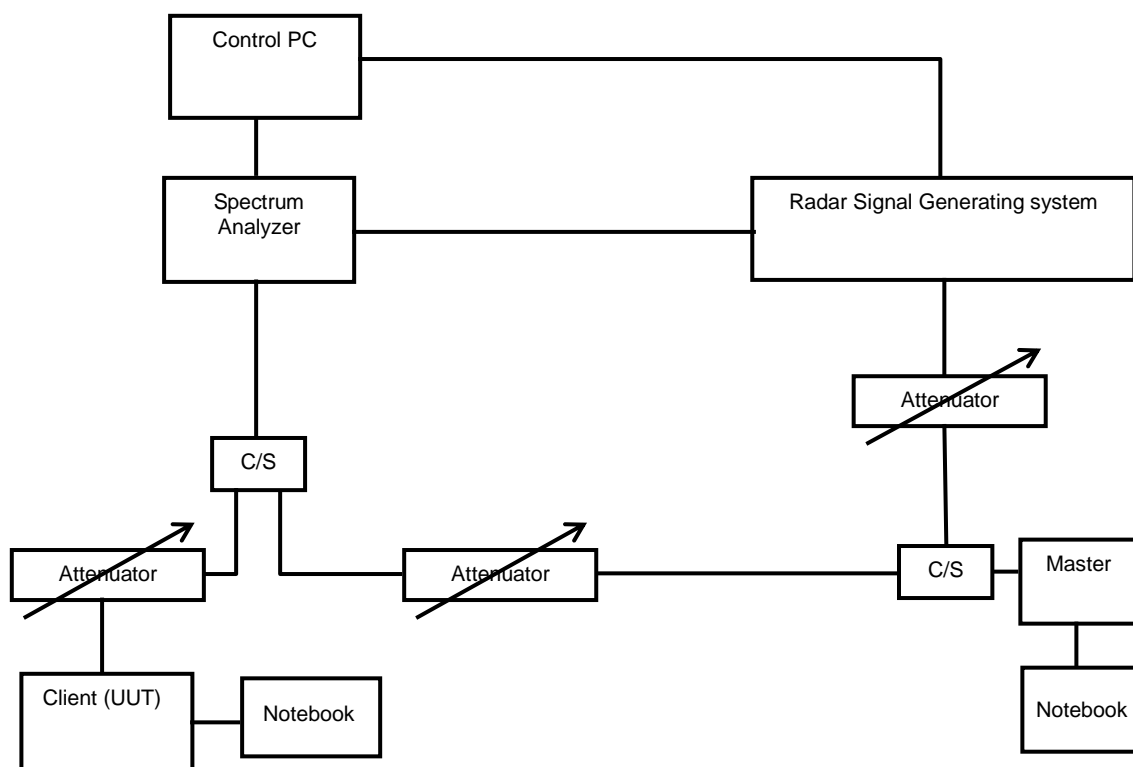 Control PC
Spectrum
Analyzer
Radar Signal Generating system
Attenuator
C/S
Attenuator
Attenuator
C/S
Master
Client (UUT)
Notebook
Notebook